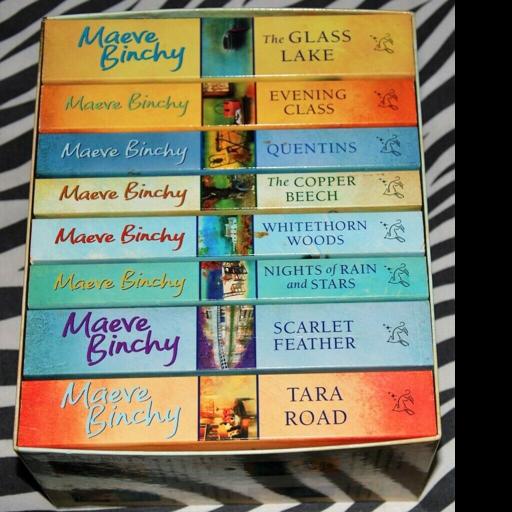 Maeve
Binchy
The GLASS
LAKE
Maeve Binchy
EVENING
CLASS
Maeve Binchy
QUENTINS
Maeve Binchy
The COPPER
BEECH
Maeve Binchy
WHITETHORN
WOODS
Maeve Binchy
NIGHTS of RAIN
and STARS
Maeve
Binchy
SCARLET
FEATHER
Maeve
Binchy
TARA
ROAD